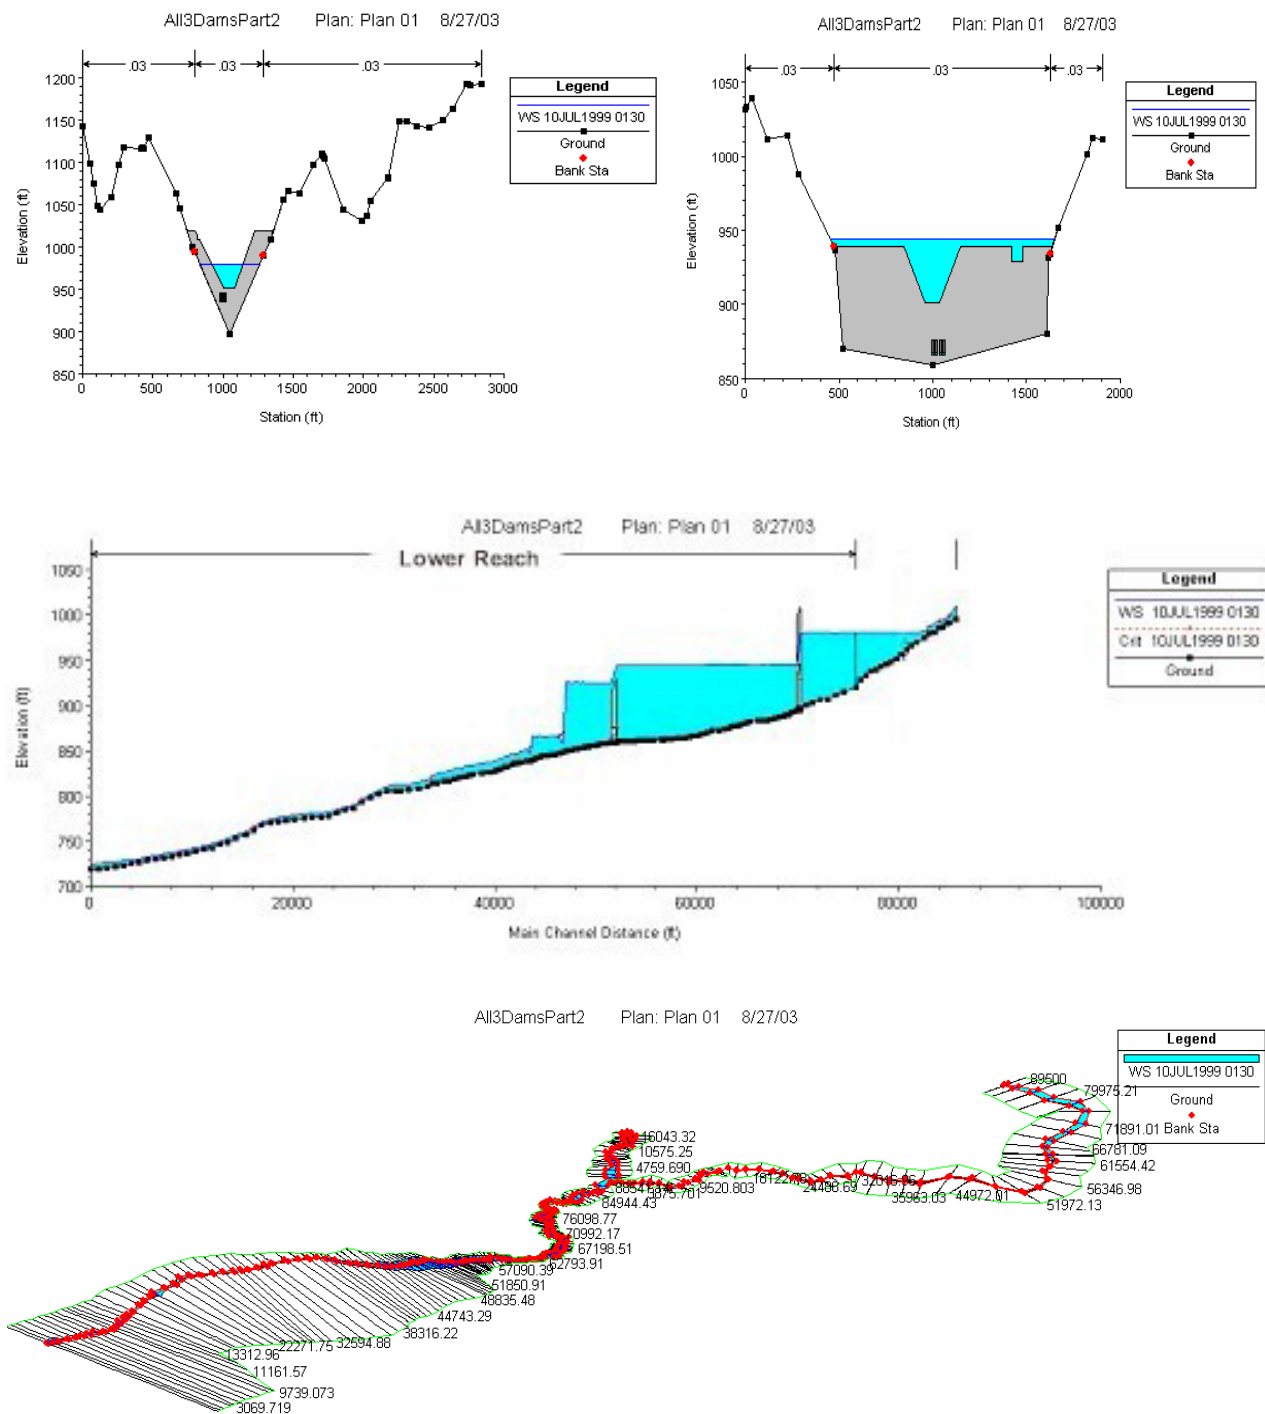 All3DamsPart2 Plan: Plan 01 8/27/03
.03 .03 .03
Legend
WS 10JUL1999 0130
Ground
Bank Sta
Elevation (ft)
1200
1150
1100
1050
1000
950
900
850
0 500 1000 1500 2000 2500 3000
Station (ft)
All3DamsPart2 Plan: Plan 01 8/27/03
.03 .03 .03
Legend
WS 10JUL1999 0130
Ground
Bank Sta
Elevation (ft)
1050
1000
950
900
850
0 500 1000 1500 2000
Station (ft)
All3DamsPart2 Plan: Plan 01 8/27/03
Lower Reach
Legend
WS 10JUL1999 0130
Crit 10JUL1999 0130
Ground
Elevation (ft)
1050
1000
950
900
850
800
750
700
0 20000 40000 60000 80000 100000
Main Channel Distance (ft)
All3DamsPart2 Plan: Plan 01 8/27/03
Legend
WS 10JUL1999 0130
Ground
Bank Sta
89500
79975.21
71891.01
66781.09
61554.42
56346.98
51972.13
44972.01
35963.03
24486.69
9520.803
16043.32
10575.25
4759.690
84944.43
76098.77
70992.17
67198.51
62793.91
57090.39
51850.91
48835.48
44743.29
38316.22
32594.88
22271.75
13312.96
11161.57
9739.073
3069.719